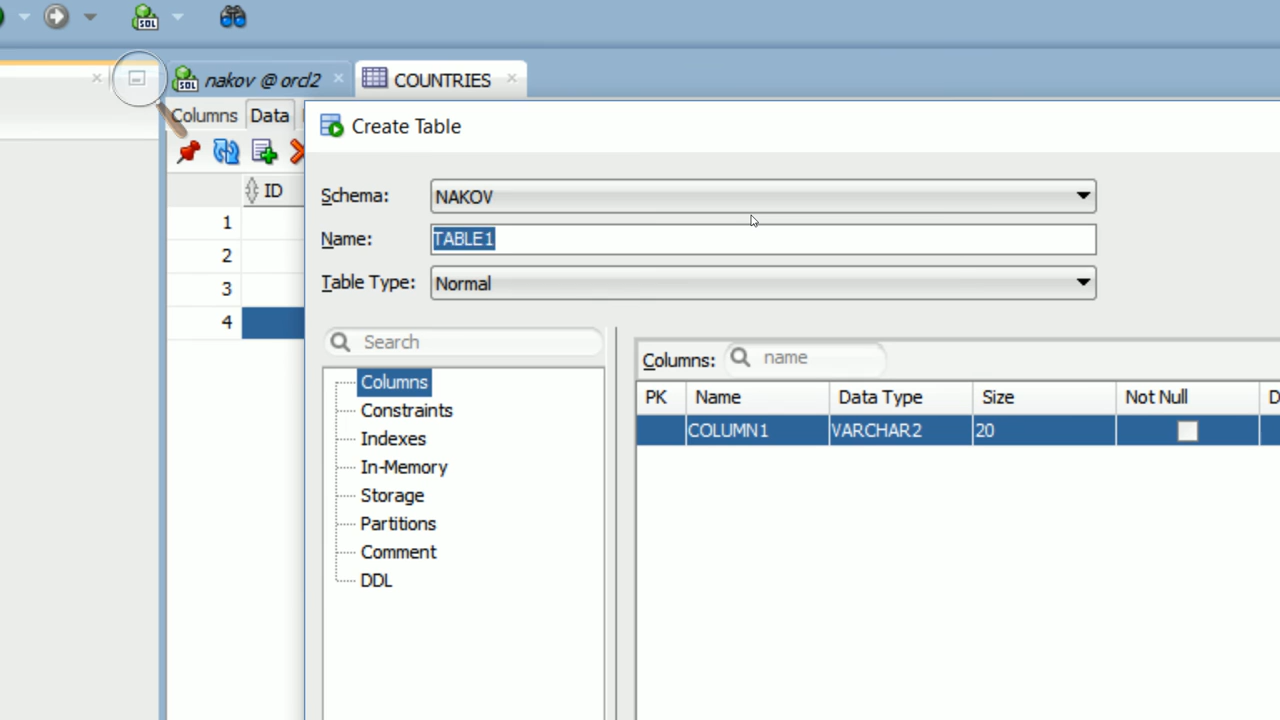 SQL
SQL nakov @ orcl2 COUNTRIES
Columns Data
Create Table
ID
Schema: NAKOV
1
Name: TABLE1
2
Table Type: Normal
3
4
Search
Columns: name
Columns
Constraints
Indexes
In-Memory
Storage
Partitions
Comment
DDL
PK Name Data Type Size Not Null D
COLUMN1 VARCHAR2 20